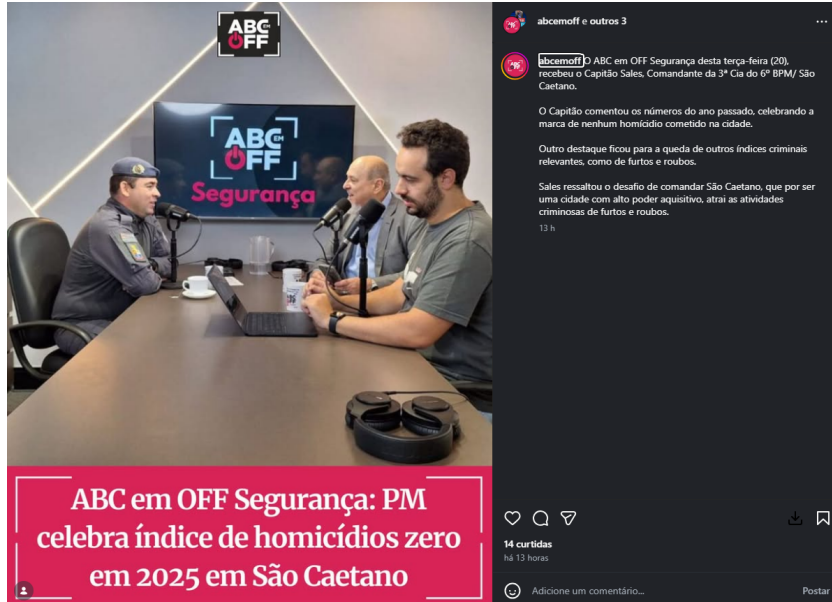 ABC EM
OFF
ABC EM
OFF
Segurança
ABC em OFF Segurança: PM
celebra índice de homicídios zero
em 2025 em São Caetano
abcemoff e outros 3
abcemoff O ABC em OFF Segurança desta terça-feira (20),
recebeu o Capitão Sales, Comandante da 3ª Cia do 6º BPM/ São
Caetano.
O Capitão comentou os números do ano passado, celebrando a
marca de nenhum homícidio cometido na cidade.
Outro destaque ficou para a queda de outros índices criminais
relevantes, como de furtos e roubos.
Sales ressaltou o desafio de comandar São Caetano, que por ser
uma cidade com alto poder aquisitivo, atrai as atividades
criminosas de furtos e roubos.
13 h
14 curtidas
há 13 horas
Adicione um comentário...
Postar